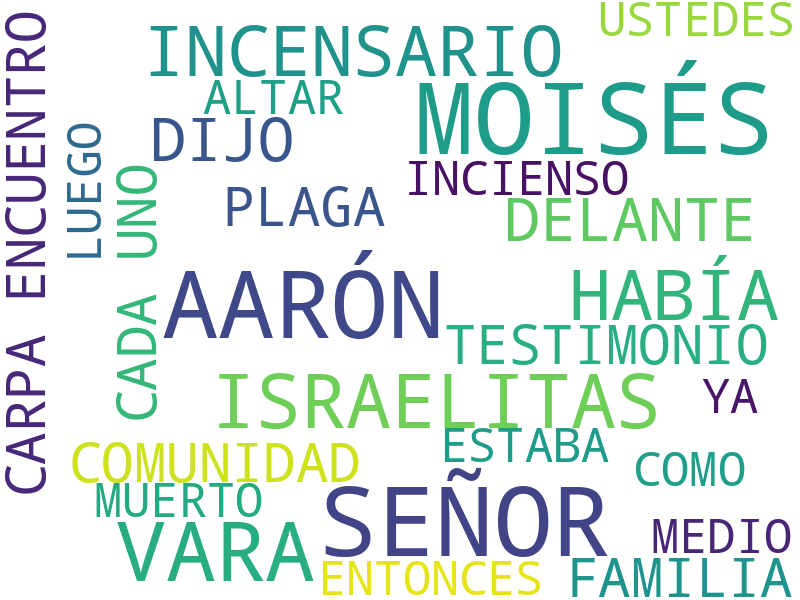 USTEDES
INCENSARIO
ALTAR
MOISÉS
DIJO
CARPA ENCUENTRO
LUEGO
CADA UNO
INCIENSO
PLAGA
DELANTE
AARÓN
HABÍA
TESTIMONIO
ISRAELITAS
YA
ESTABA
COMUNIDAD
COMO
MUERTO
SEÑOR
VARA
MEDIO
ENTONCES
FAMILIA